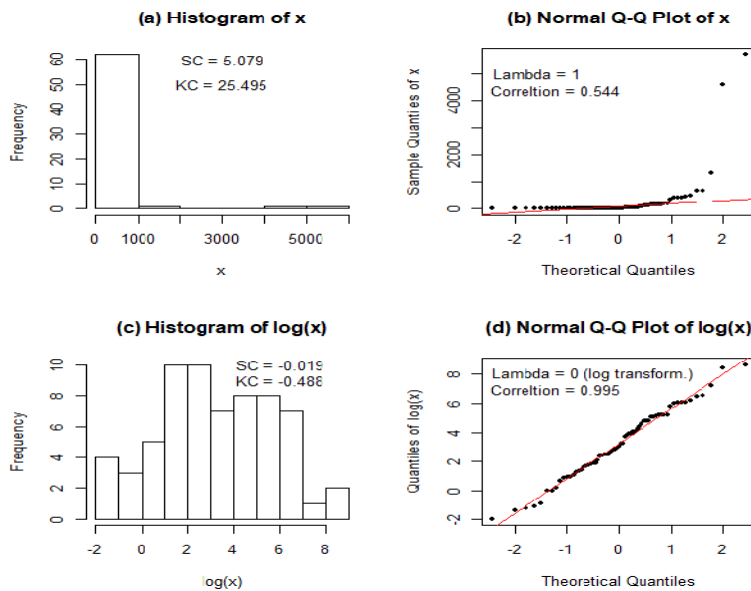 (a) Histogram of x
SC = 5.079
KC = 25.495
Frequency
0 10 20 30 40 50 60
0 1000 3000 5000
x
(b) Normal Q-Q Plot of x
Lambda = 1
Correltion = 0.544
Sample Quanties of x
0 2000 4000
-2 -1 0 1 2
Theoretical Quantiles
(c) Histogram of log(x)
SC = -0.019
KC = -0.488
Frequency
0 2 4 6 8 10
-2 0 2 4 6 8
log(x)
(d) Normal Q-Q Plot of log(x)
Lambda = 0 (log transform.)
Correltion = 0.995
Quantiles of log(x)
-2 0 2 4 6 8
-2 -1 0 1 2
Theoretical Quantiles